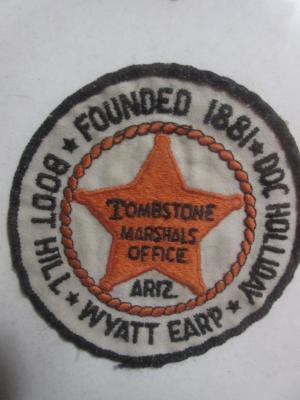 ★ FOUNDED 1881 ★
DOC HOLLIDAY ★
WYATT EARP ★
BOOT HILL
TOMBSTONE
MARSHALS
OFFICE
ARIZ.